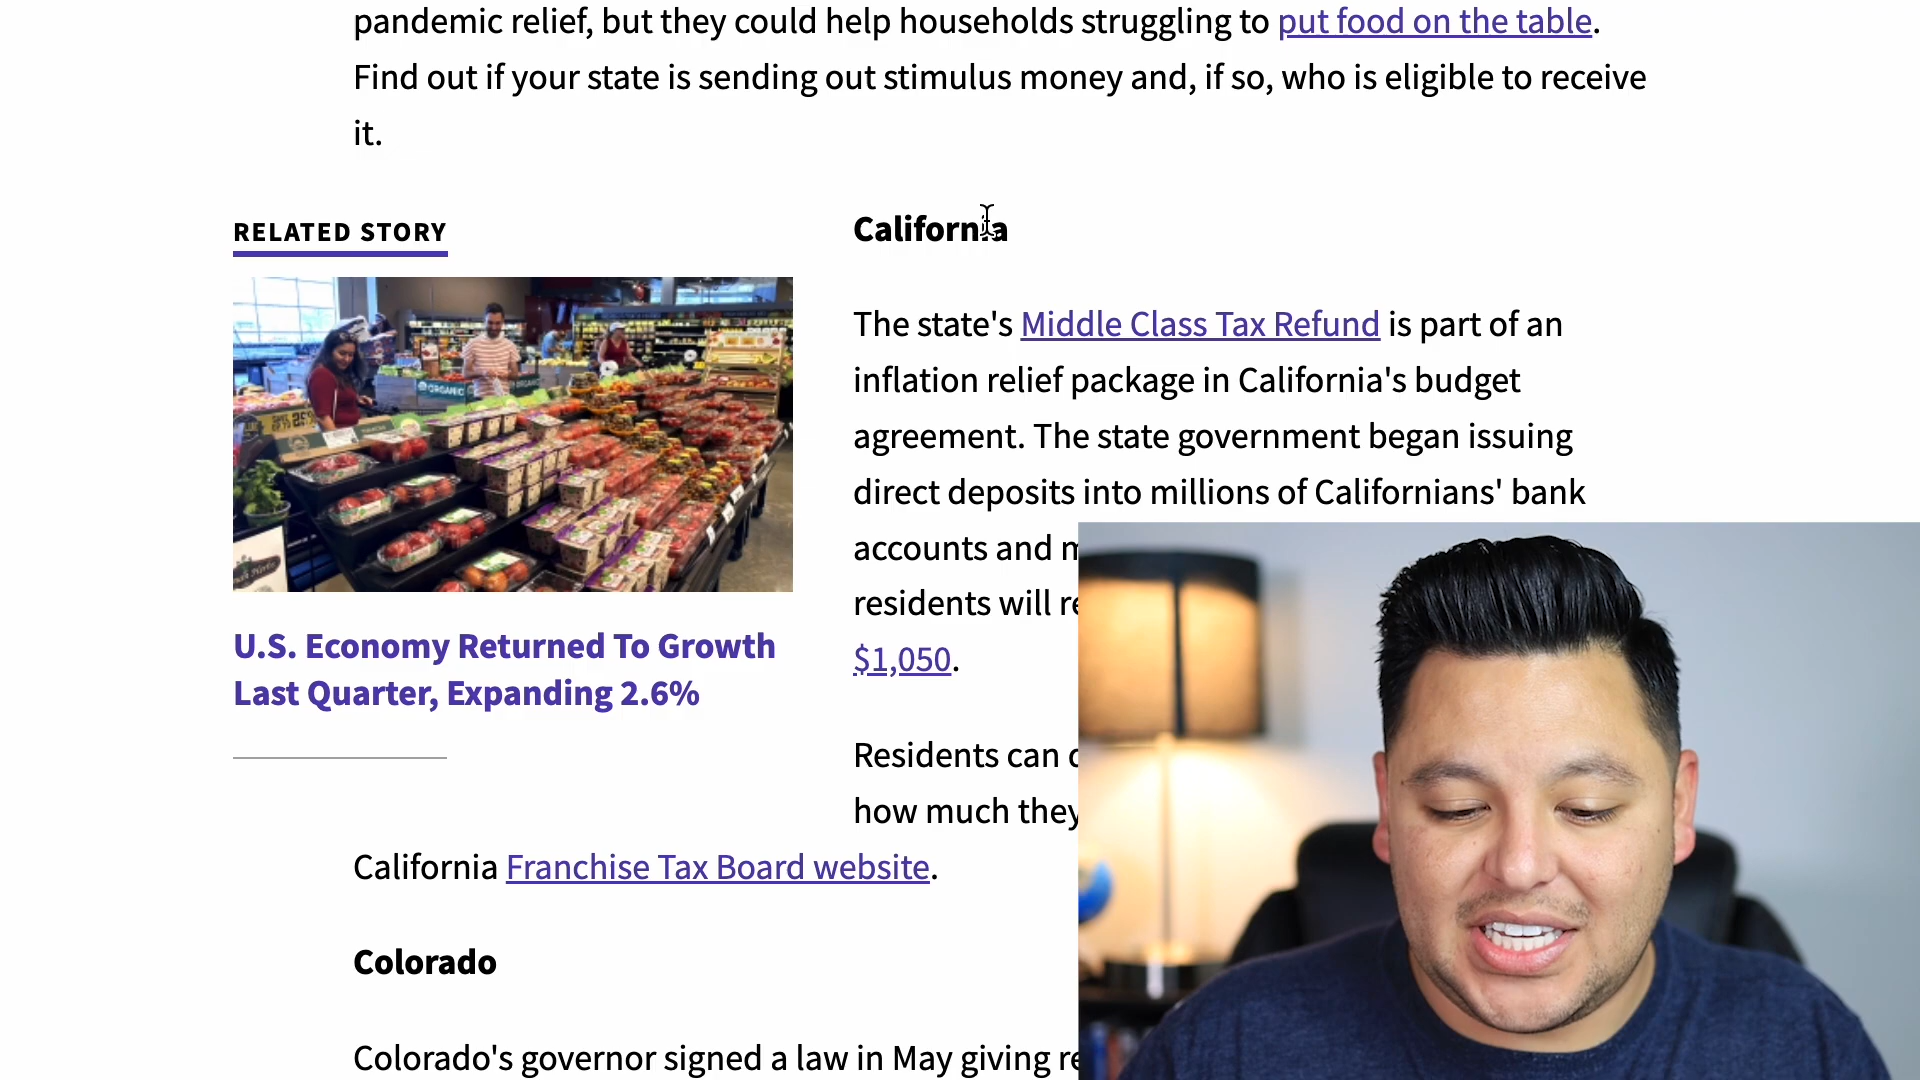 pandemic relief, but they could help households struggling to put food on the table.
Find out if your state is sending out stimulus money and, if so, who is eligible to receive
it.
RELATED STORY
ORGANIC
U.S. Economy Returned To Growth
Last Quarter, Expanding 2.6%
California
The state's Middle Class Tax Refund is part of an
inflation relief package in California's budget
agreement. The state government began issuing
direct deposits into millions of Californians' bank
accounts and
residents will
$1,050.
Residents can
how much they
California Franchise Tax Board website.
Colorado
Colorado's governor signed a law in May giving